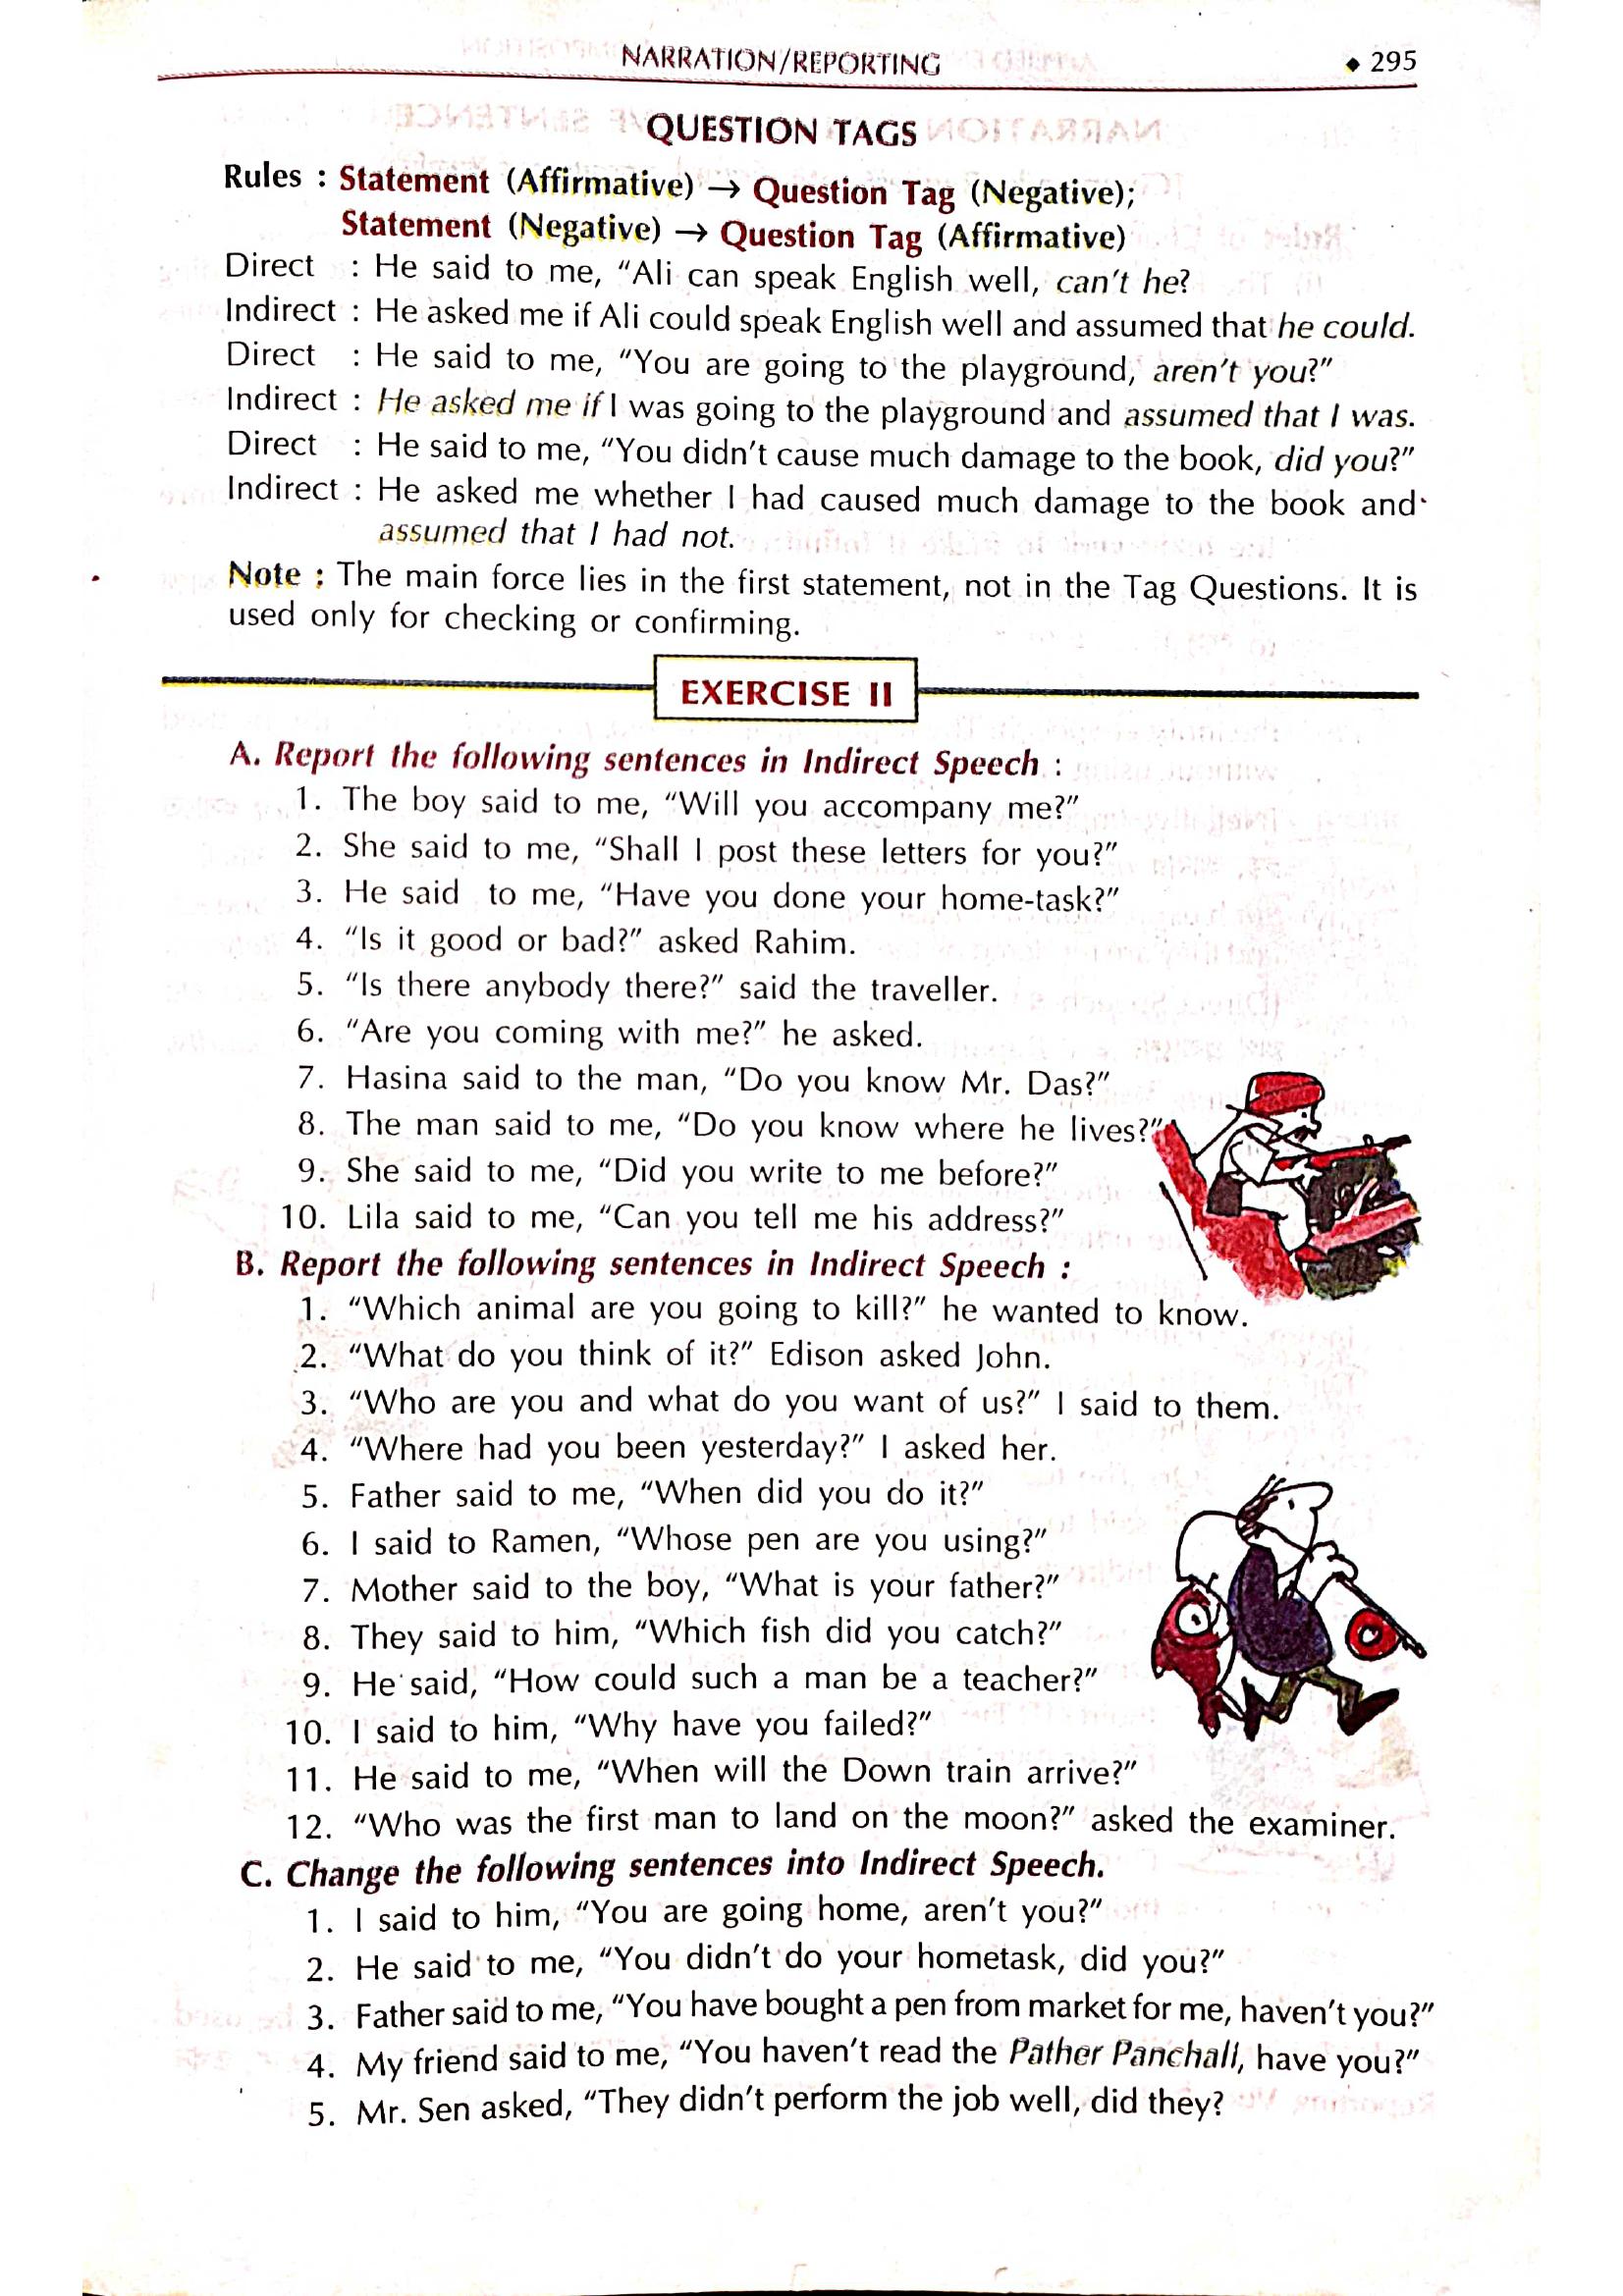 NARRATION/REPORTING ◆ 295
QUESTION TAGS
Rules : Statement (Affirmative) → Question Tag (Negative);
Statement (Negative) → Question Tag (Affirmative)
Direct : He said to me, “Ali can speak English well, can't he?
Indirect : He asked me if Ali could speak English well and assumed that he could.
Direct : He said to me, “You are going to the playground, aren't you?”
Indirect : He asked me if I was going to the playground and assumed that I was.
Direct : He said to me, “You didn't cause much damage to the book, did you?”
Indirect : He asked me whether I had caused much damage to the book and
assumed that I had not.
Note : The main force lies in the first statement, not in the Tag Questions. It is
used only for checking or confirming.
EXERCISE II
A. Report the following sentences in Indirect Speech :
1. The boy said to me, “Will you accompany me?”
2. She said to me, “Shall I post these letters for you?”
3. He said to me, “Have you done your home-task?”
4. “Is it good or bad?” asked Rahim.
5. “Is there anybody there?” said the traveller.
6. “Are you coming with me?” he asked.
7. Hasina said to the man, “Do you know Mr. Das?”
8. The man said to me, “Do you know where he lives?”
9. She said to me, “Did you write to me before?”
10. Lila said to me, “Can you tell me his address?”
B. Report the following sentences in Indirect Speech :
1. “Which animal are you going to kill?” he wanted to know.
2. “What do you think of it?” Edison asked John.
3. “Who are you and what do you want of us?” I said to them.
4. “Where had you been yesterday?” I asked her.
5. Father said to me, “When did you do it?”
6. I said to Ramen, “Whose pen are you using?”
7. Mother said to the boy, “What is your father?”
8. They said to him, “Which fish did you catch?”
9. He said, “How could such a man be a teacher?”
10. I said to him, “Why have you failed?”
11. He said to me, “When will the Down train arrive?”
12. “Who was the first man to land on the moon?” asked the examiner.
C. Change the following sentences into Indirect Speech.
1. I said to him, “You are going home, aren't you?”
2. He said to me, “You didn't do your hometask, did you?”
3. Father said to me, “You have bought a pen from market for me, haven't you?”
4. My friend said to me, “You haven't read the Pather Panchali, have you?”
5. Mr. Sen asked, “They didn't perform the job well, did they?